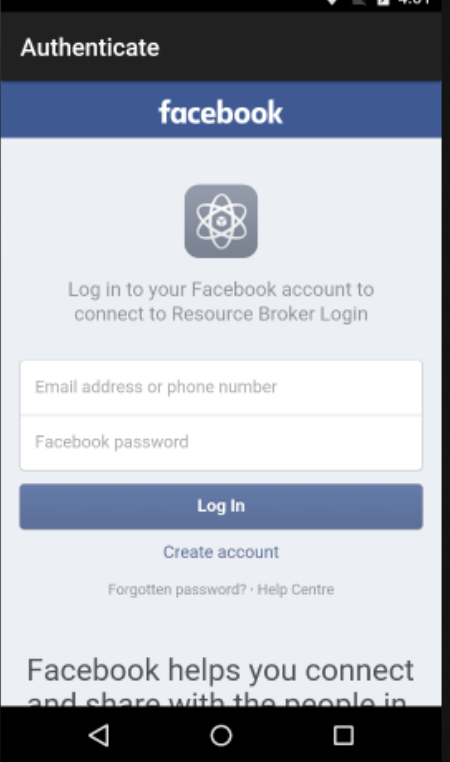 Authenticate
facebook
Log in to your Facebook account to
connect to Resource Broker Login
Email address or phone number
Facebook password
Log In
Create account
Forgotten password? · Help Centre
Facebook helps you connect
and share with the people in